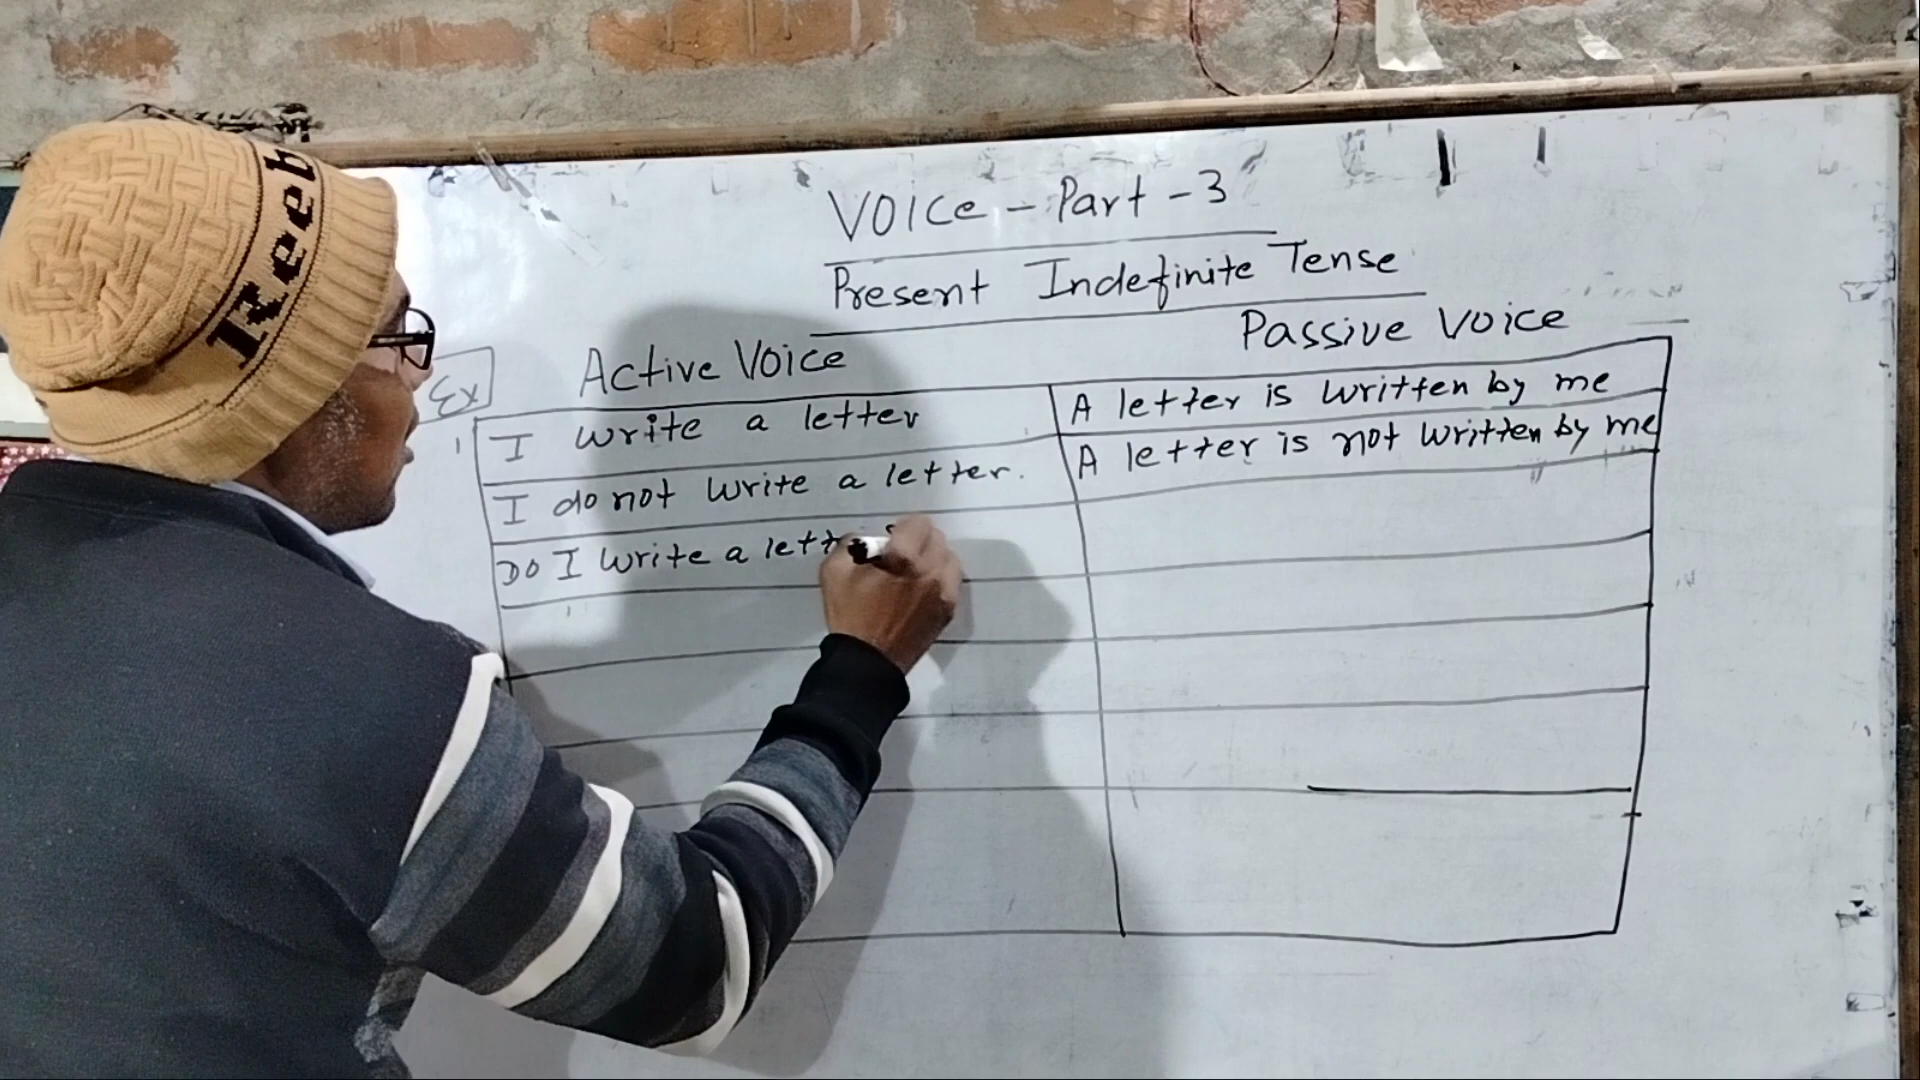 VOICe - Part - 3
Present Indefinite Tense
Active Voice
Passive Voice
Ex
1 I write a letter
A letter is written by me
I do not write a letter.
A letter is not written by me
DO I write a
Reeb